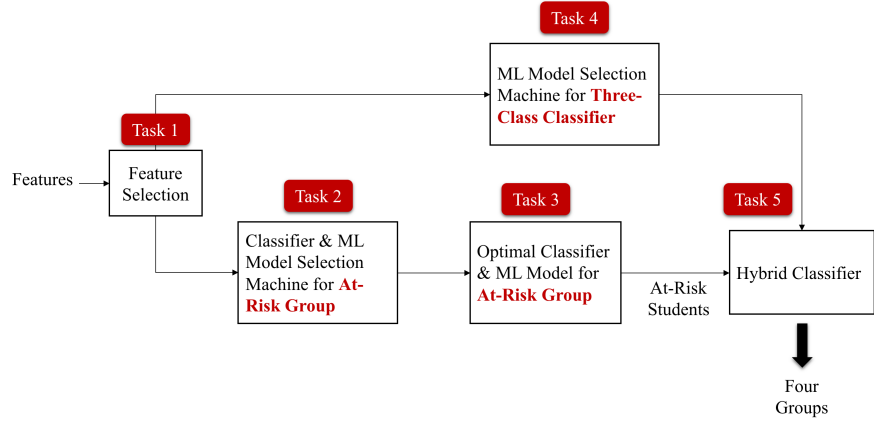 Task 4
ML Model Selection
Machine for Three-
Class Classifier
Task 1
Features
Feature
Selection
Task 2
Classifier & ML
Model Selection
Machine for At-
Risk Group
Task 3
Optimal Classifier
& ML Model for
At-Risk Group
At-Risk
Students
Task 5
Hybrid Classifier
Four
Groups